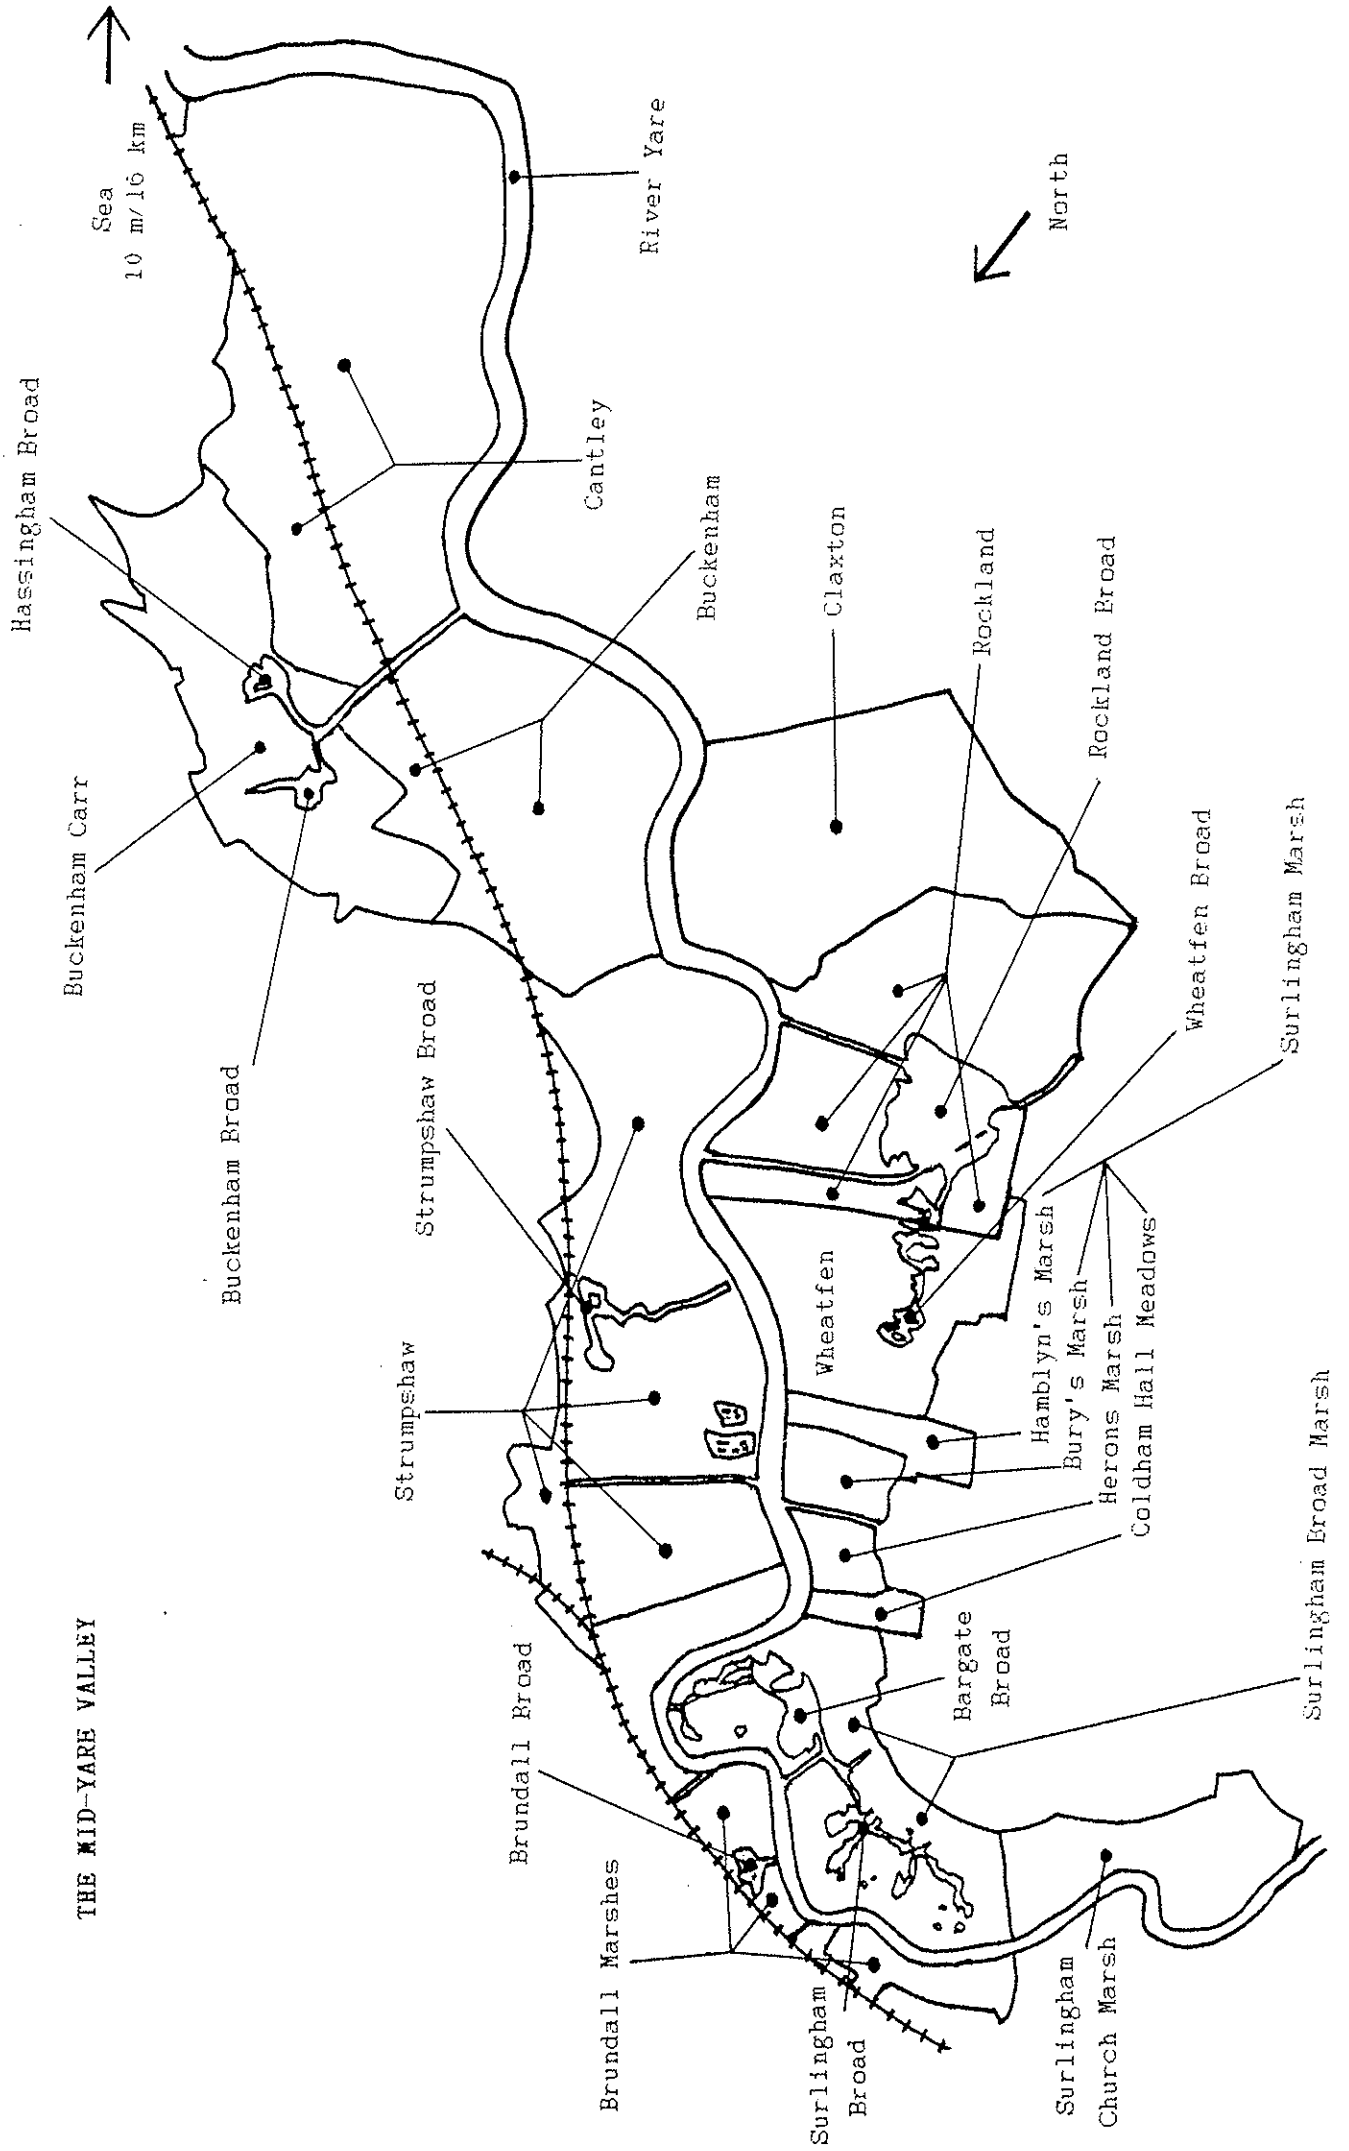 THE MID-YARE VALLEY
Sea
10 m/16 km
Hassingham Broad
Buckenham Carr
Buckenham Broad
Strumpshaw Broad
Strumpshaw
Brundall Broad
Brundall Marshes
Surlingham
Broad
Surlingham
Church Marsh
River Yare
North
Cantley
Buckenham
Claxton
Rockland
Rockland Broad
Wheatfen Broad
Surlingham Marsh
Wheatfen
Hamblyn's Marsh
Bury's Marsh
Herons Marsh
Coldham Hall Meadows
Bargate
Broad
Surlingham Broad Marsh